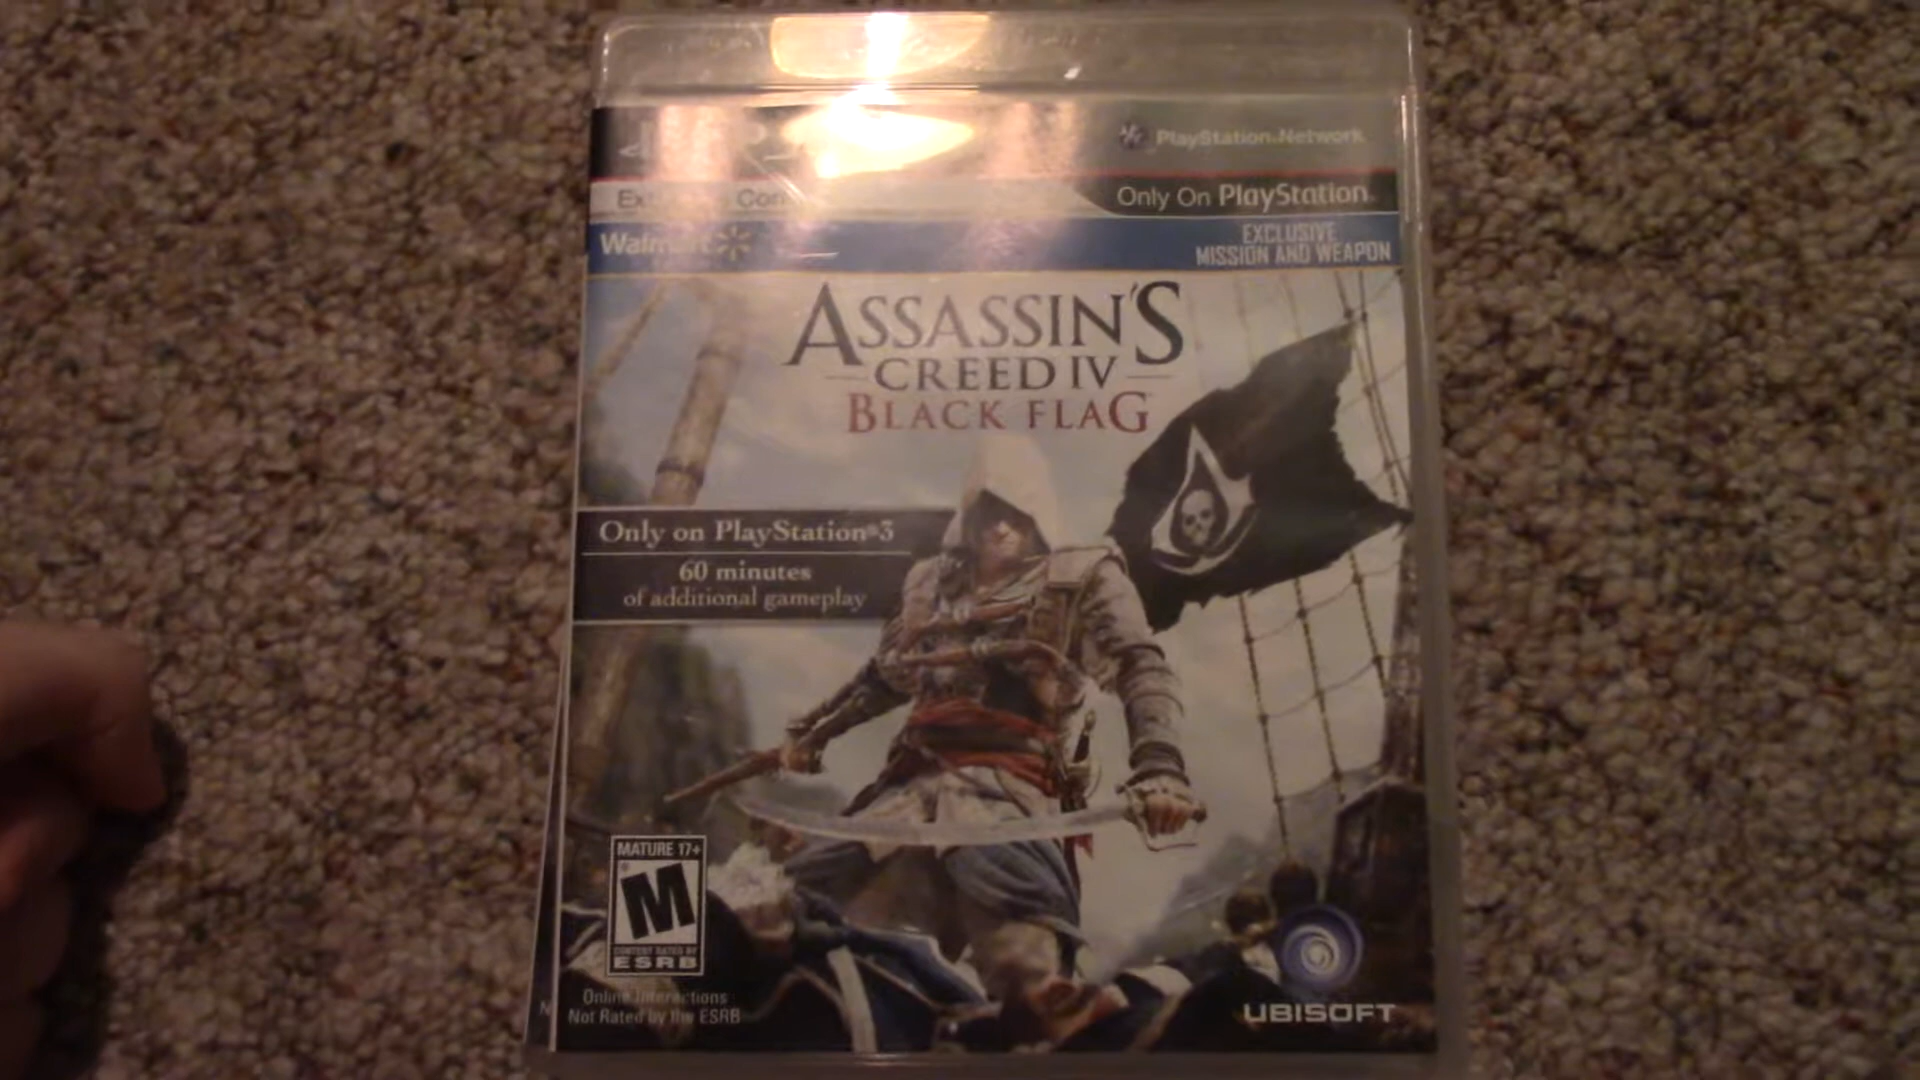 PlayStation Network
Only On PlayStation
Walmart
EXCLUSIVE
MISSION AND WEAPON
ASSASSIN'S
CREED IV
BLACK FLAG
Only on PlayStation®3
60 minutes
of additional gameplay
MATURE 17+
M
CONTENT RATED BY
ESRB
Online Interactions
Not Rated by the ESRB
UBISOFT